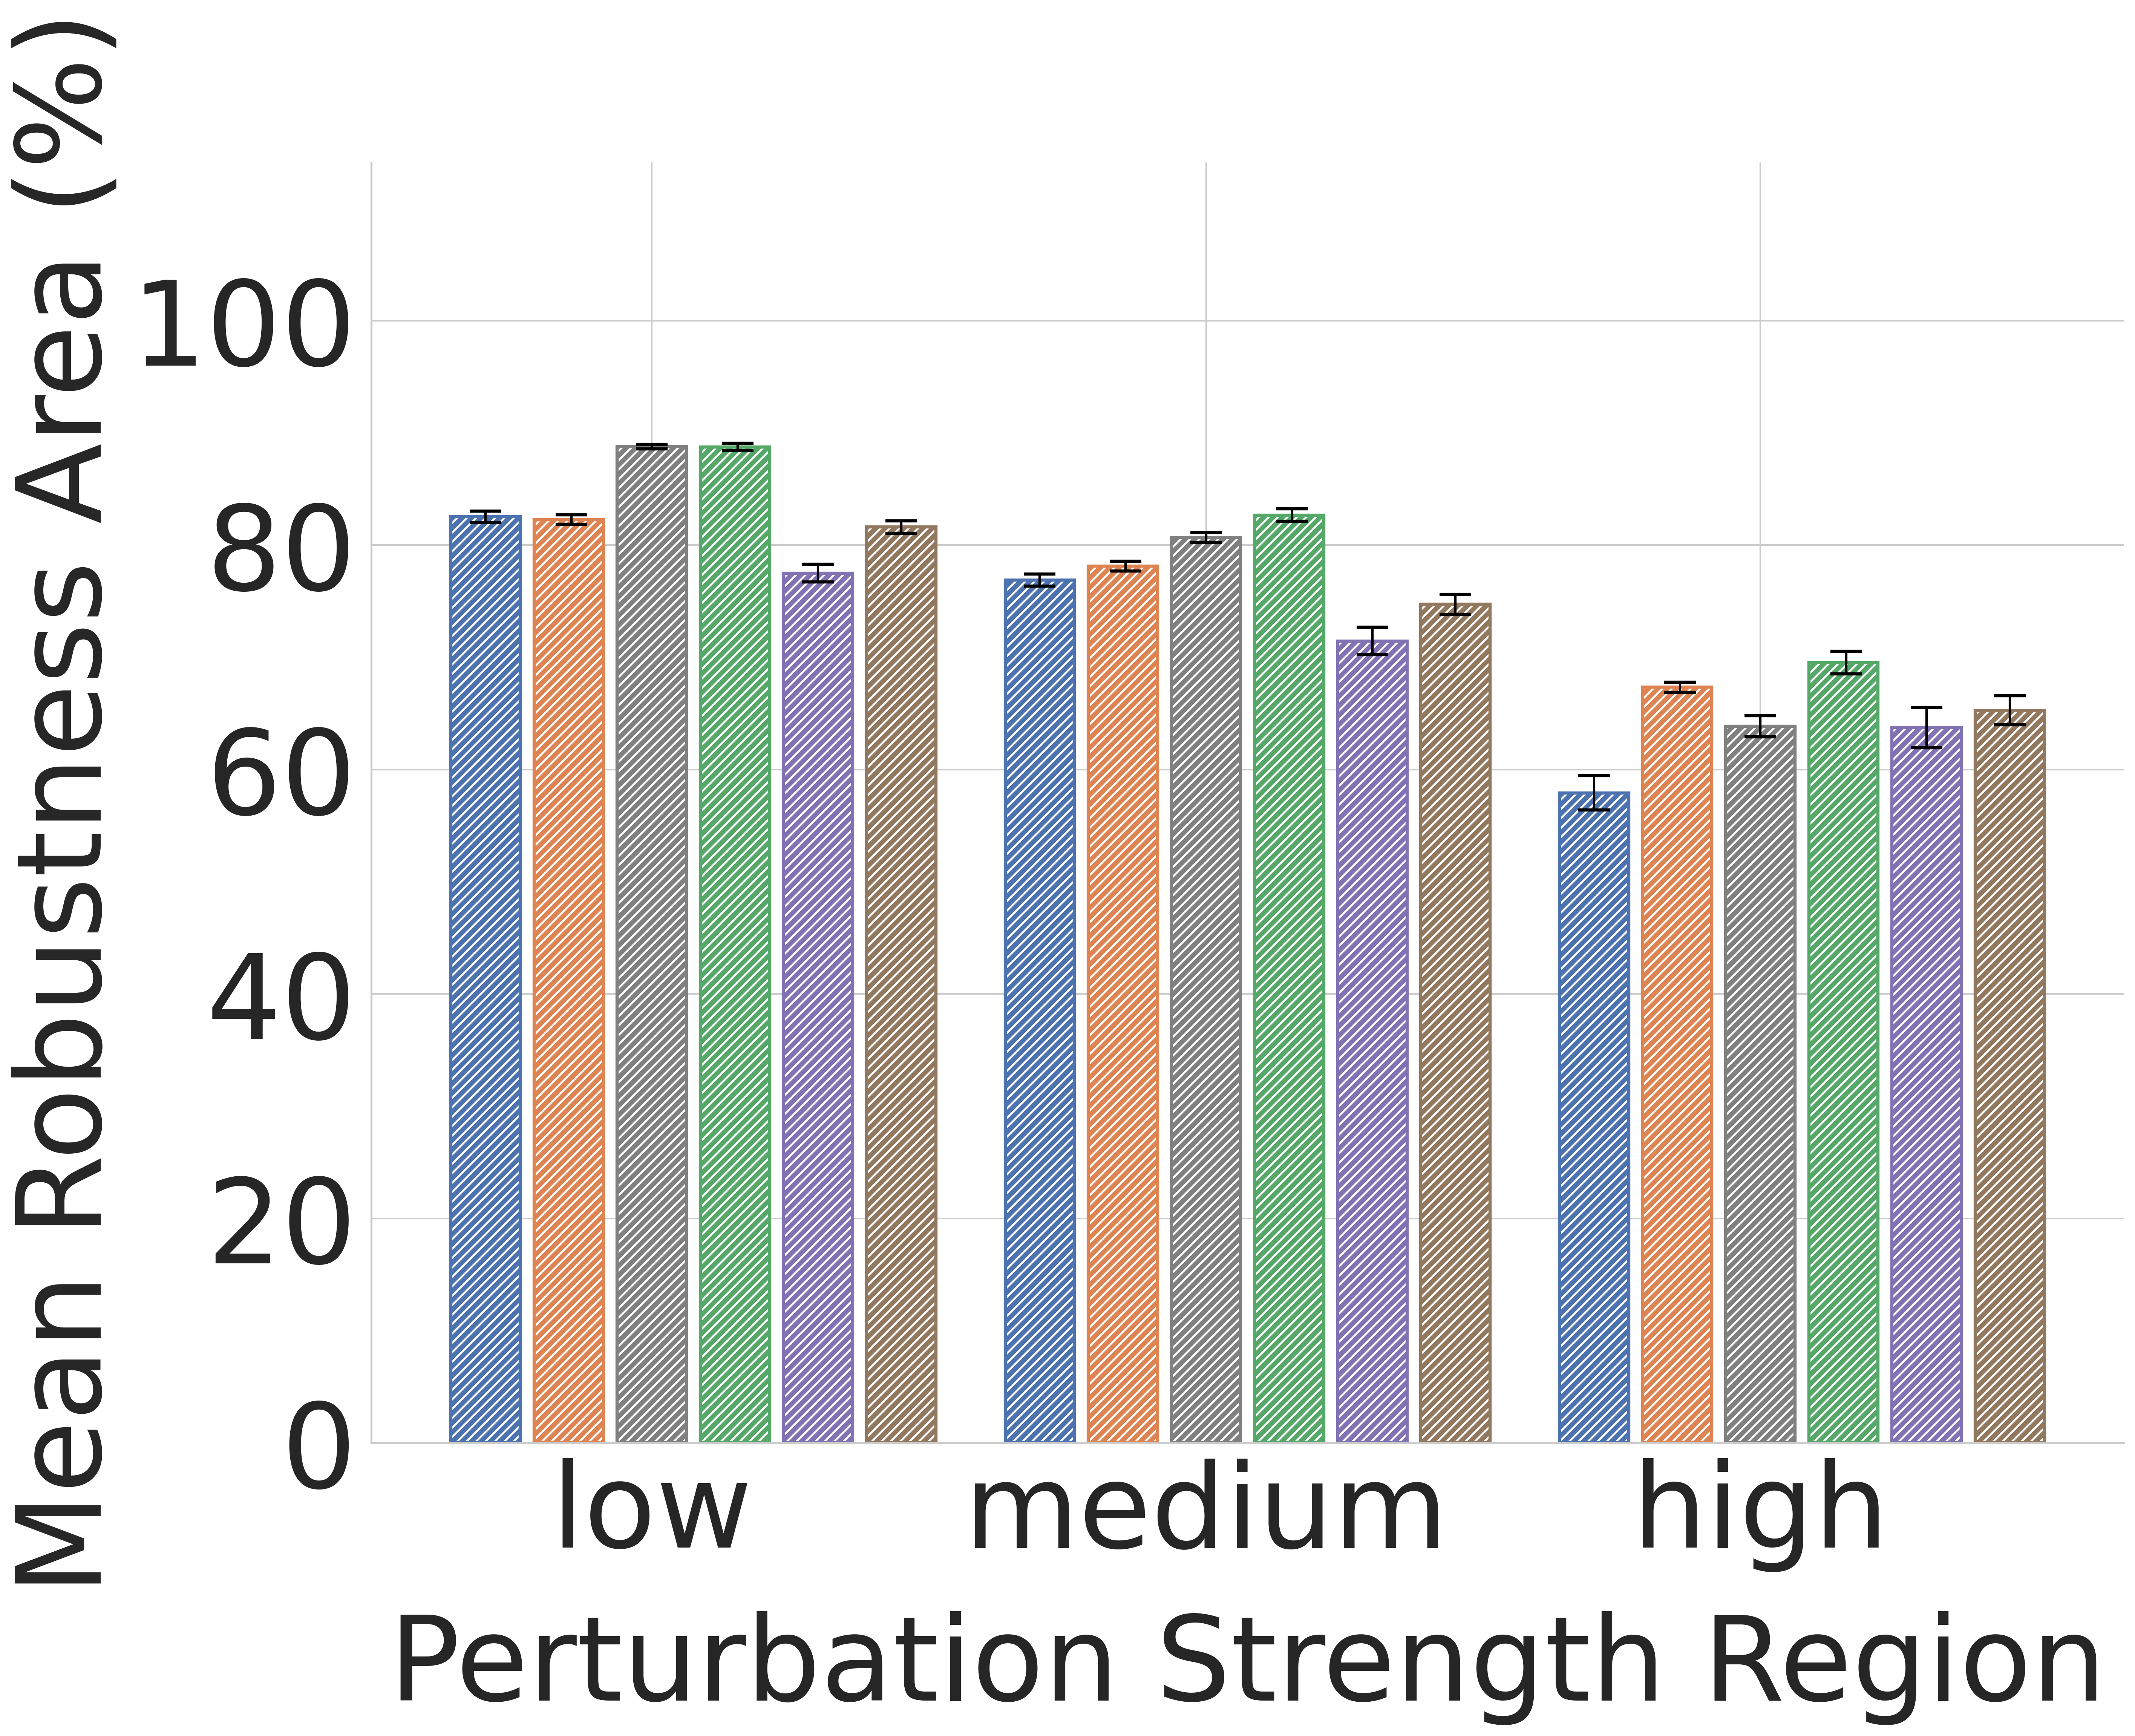 Mean Robustness Area (%)
100
80
60
40
20
0
low medium high
Perturbation Strength Region